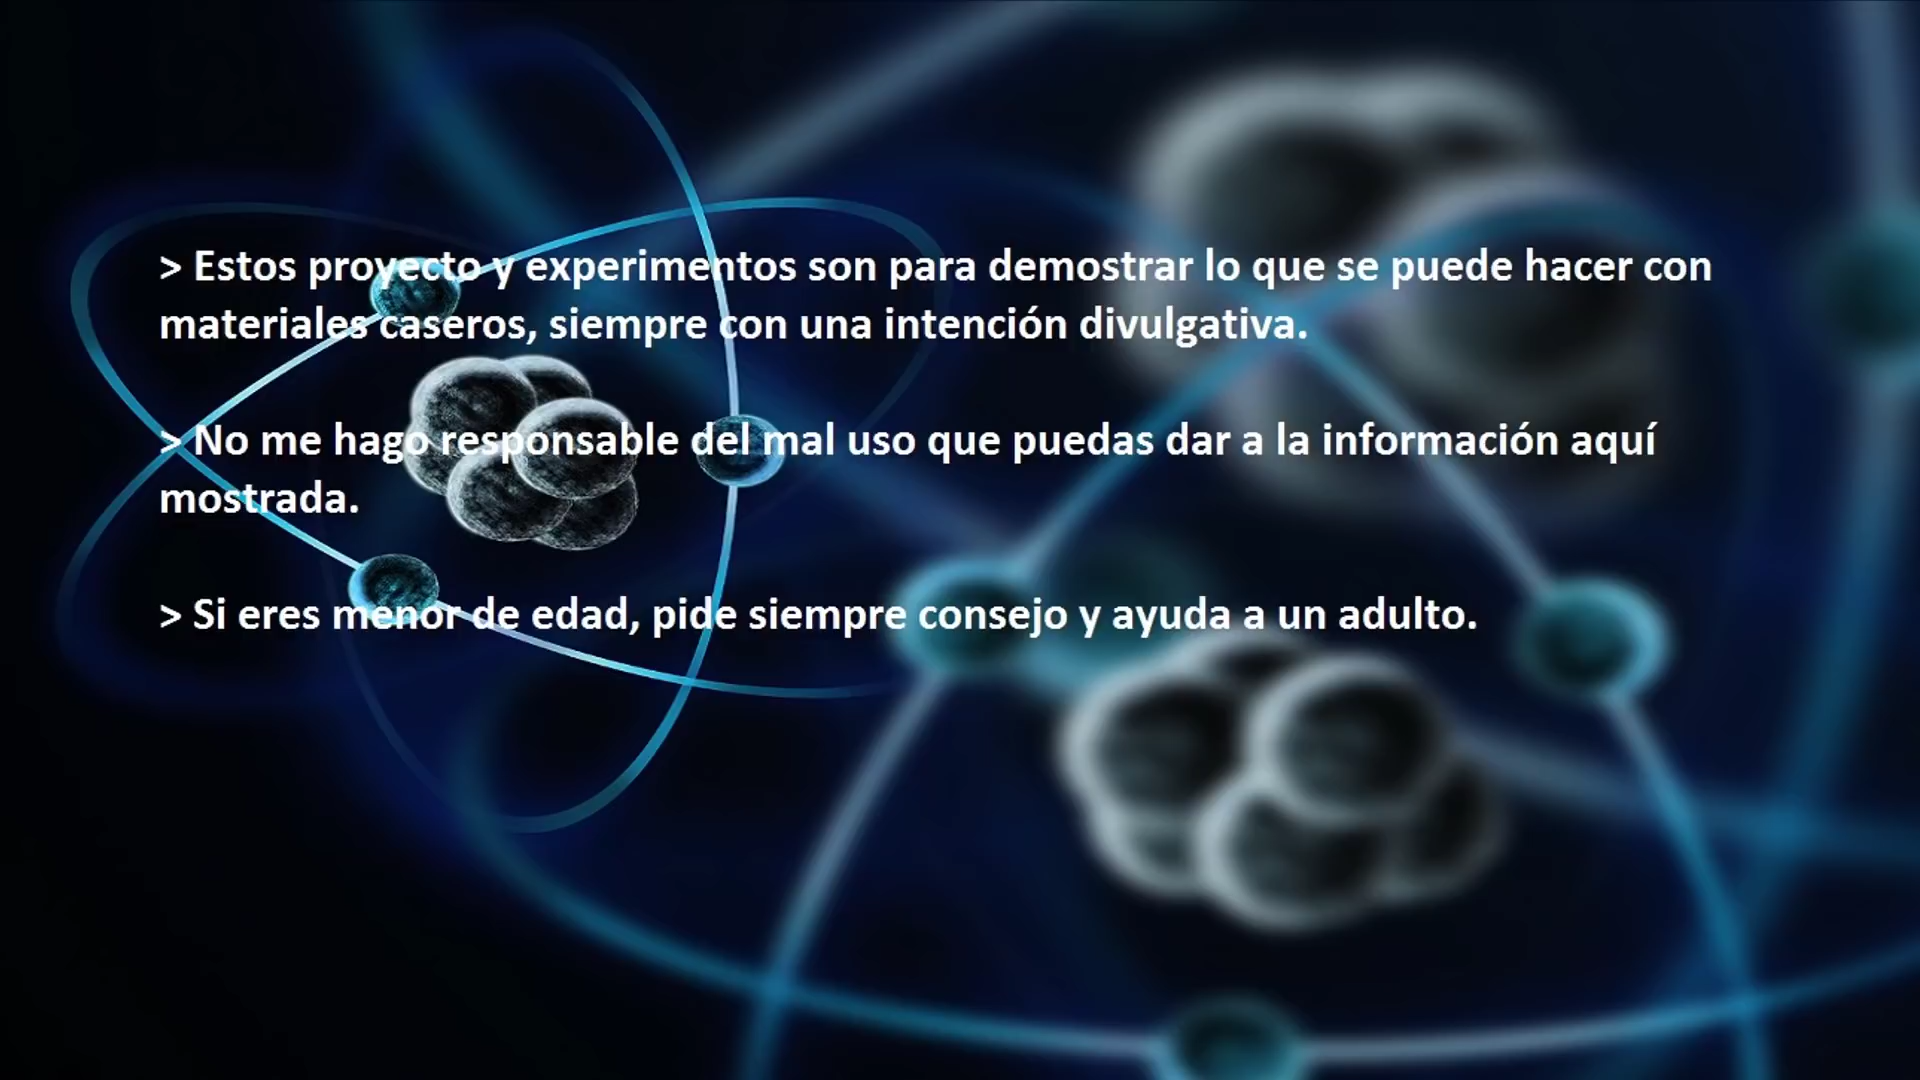 > Estos proyecto y experimentos son para demostrar lo que se puede hacer con
materiales caseros, siempre con una intención divulgativa.
> No me hago responsable del mal uso que puedas dar a la información aquí
mostrada.
> Si eres menor de edad, pide siempre consejo y ayuda a un adulto.